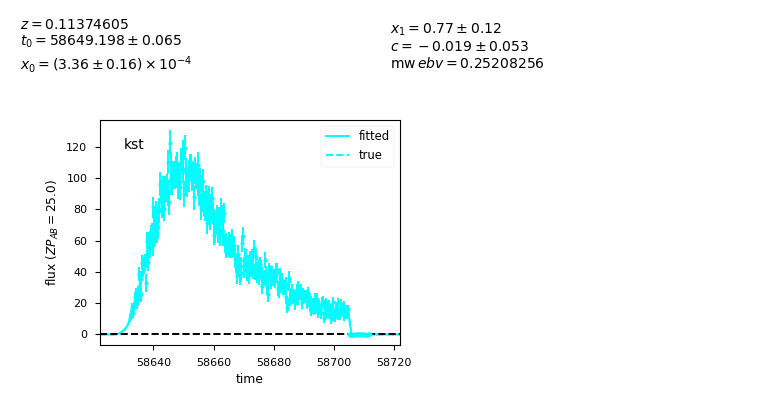 z = 0.11374605
t₀ = 58649.198 ± 0.065
x₀ = (3.36 ± 0.16) × 10⁻⁴
x₁ = 0.77 ± 0.12
c = −0.019 ± 0.053
mw ebv = 0.25208256
kst
fitted
true
flux (ZP_AB = 25.0)
120
100
80
60
40
20
0
58640 58660 58680 58700 58720
time